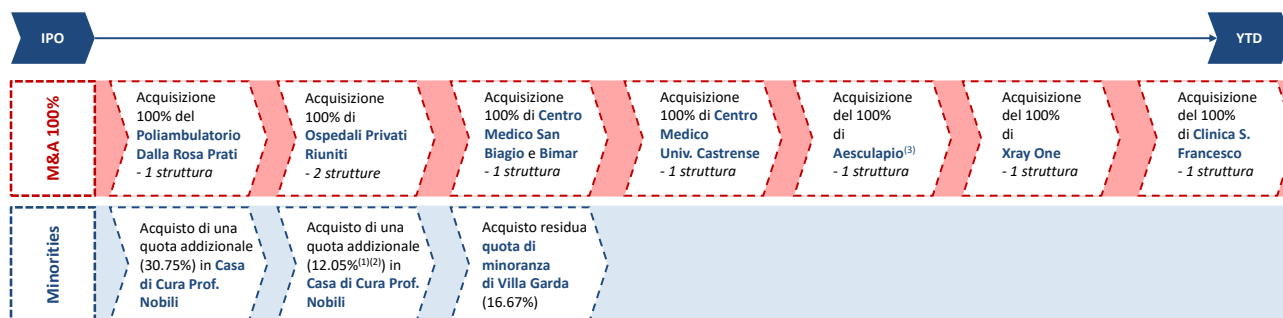 IPO
YTD
M&A 100%
Acquisizione
100% del
Poliambulatorio
Dalla Rosa Prati
- 1 struttura
Acquisizione
100% di
Ospedali Privati
Riuniti
- 2 strutture
Acquisizione
100% di Centro
Medico San
Biagio e Bimar
- 1 struttura
Acquisizione
100% di Centro
Medico
Univ. Castrense
- 1 struttura
Acquisizione
del 100%
di
Aesculapio(3)
- 1 struttura
Acquisizione
del 100%
di
Xray One
- 1 struttura
Acquisizione
del 100%
di Clinica S.
Francesco
- 1 struttura
Minorities
Acquisto di una
quota addizionale
(30.75%) in Casa
di Cura Prof.
Nobili
Acquisto di una
quota addizionale
(12.05%(1)(2)) in
Casa di Cura Prof.
Nobili
Acquisto residua
quota di
minoranza
di Villa Garda
(16.67%)